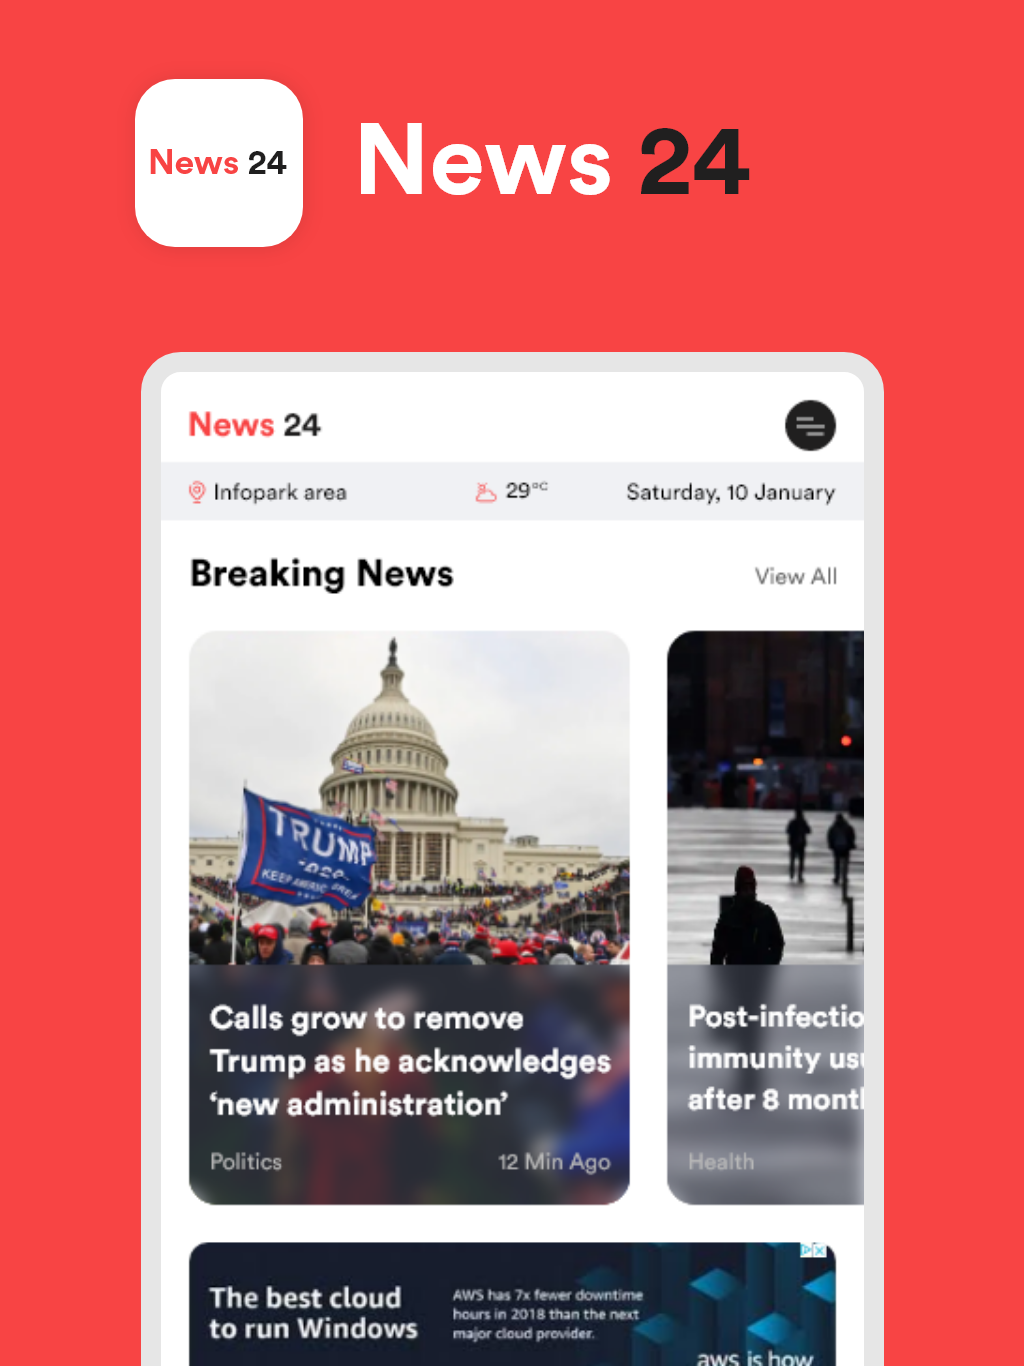 News 24
News 24
News 24
Infopark area
29°C
Saturday, 10 January
Breaking News
View All
TRUMP
2020
KEEP AMERICA GREAT
Calls grow to remove
Trump as he acknowledges
‘new administration’
Politics
12 Min Ago
Post-infectio
immunity usu
after 8 month
Health
The best cloud
to run Windows
AWS has 7x fewer downtime
hours in 2018 than the next
major cloud provider.
aws is how